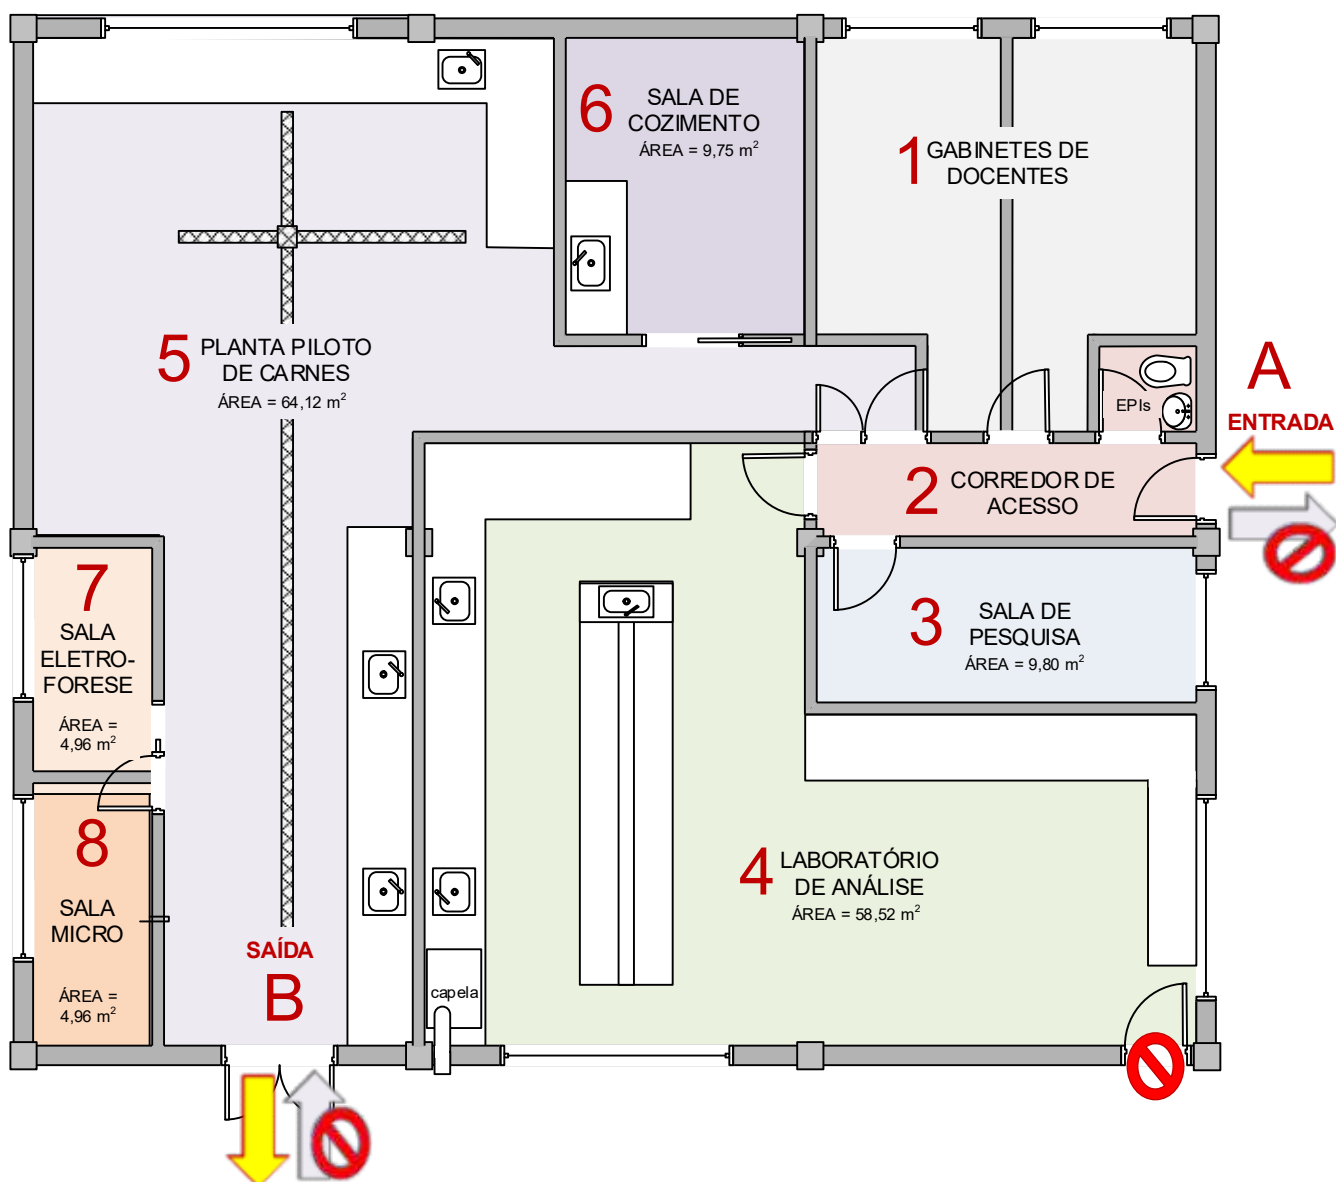 6
SALA DE
COZIMENTO
ÁREA = 9,75 m²
1
GABINETES DE
DOCENTES
5
PLANTA PILOTO
DE CARNES
ÁREA = 64,12 m²
EPIs
A
ENTRADA
2
CORREDOR DE
ACESSO
3
SALA DE
PESQUISA
ÁREA = 9,80 m²
7
SALA
ELETRO-
FORESE
ÁREA =
4,96 m²
8
SALA
MICRO
ÁREA =
4,96 m²
4
LABORATÓRIO
DE ANÁLISE
ÁREA = 58,52 m²
SAÍDA
B
capela